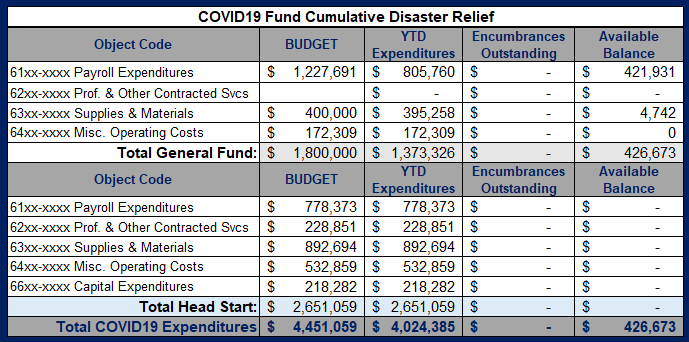 COVID19 Fund Cumulative Disaster Relief
Object Code BUDGET YTD Expenditures Encumbrances Outstanding Available Balance
61xx-xxxx Payroll Expenditures $ 1,227,691 $ 805,760 $ - $ 421,931
62xx-xxxx Prof. & Other Contracted Svcs $ - $ - $ -
63xx-xxxx Supplies & Materials $ 400,000 $ 395,258 $ - $ 4,742
64xx-xxxx Misc. Operating Costs $ 172,309 $ 172,309 $ - $ 0
Total General Fund: $ 1,800,000 $ 1,373,326 $ - $ 426,673
Object Code BUDGET YTD Expenditures Encumbrances Outstanding Available Balance
61xx-xxxx Payroll Expenditures $ 778,373 $ 778,373 $ - $ -
62xx-xxxx Prof. & Other Contracted Svcs $ 228,851 $ 228,851 $ - $ -
63xx-xxxx Supplies & Materials $ 892,694 $ 892,694 $ - $ -
64xx-xxxx Misc. Operating Costs $ 532,859 $ 532,859 $ - $ -
66xx-xxxx Capital Expenditures $ 218,282 $ 218,282 $ - $ -
Total Head Start: $ 2,651,059 $ 2,651,059 $ - $ -
Total COVID19 Expenditures $ 4,451,059 $ 4,024,385 $ - $ 426,673